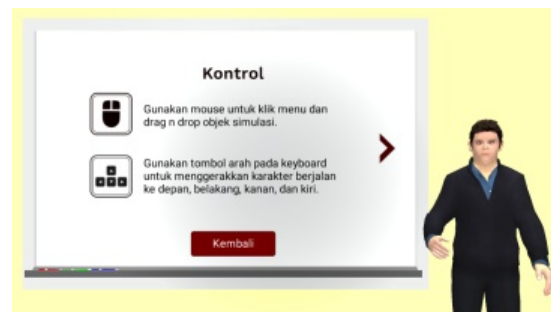 Kontrol
Gunakan mouse untuk klik menu dan
drag n drop objek simulasi.
Gunakan tombol arah pada keyboard
untuk menggerakkan karakter berjalan
ke depan, belakang, kanan, dan kiri.
Kembali